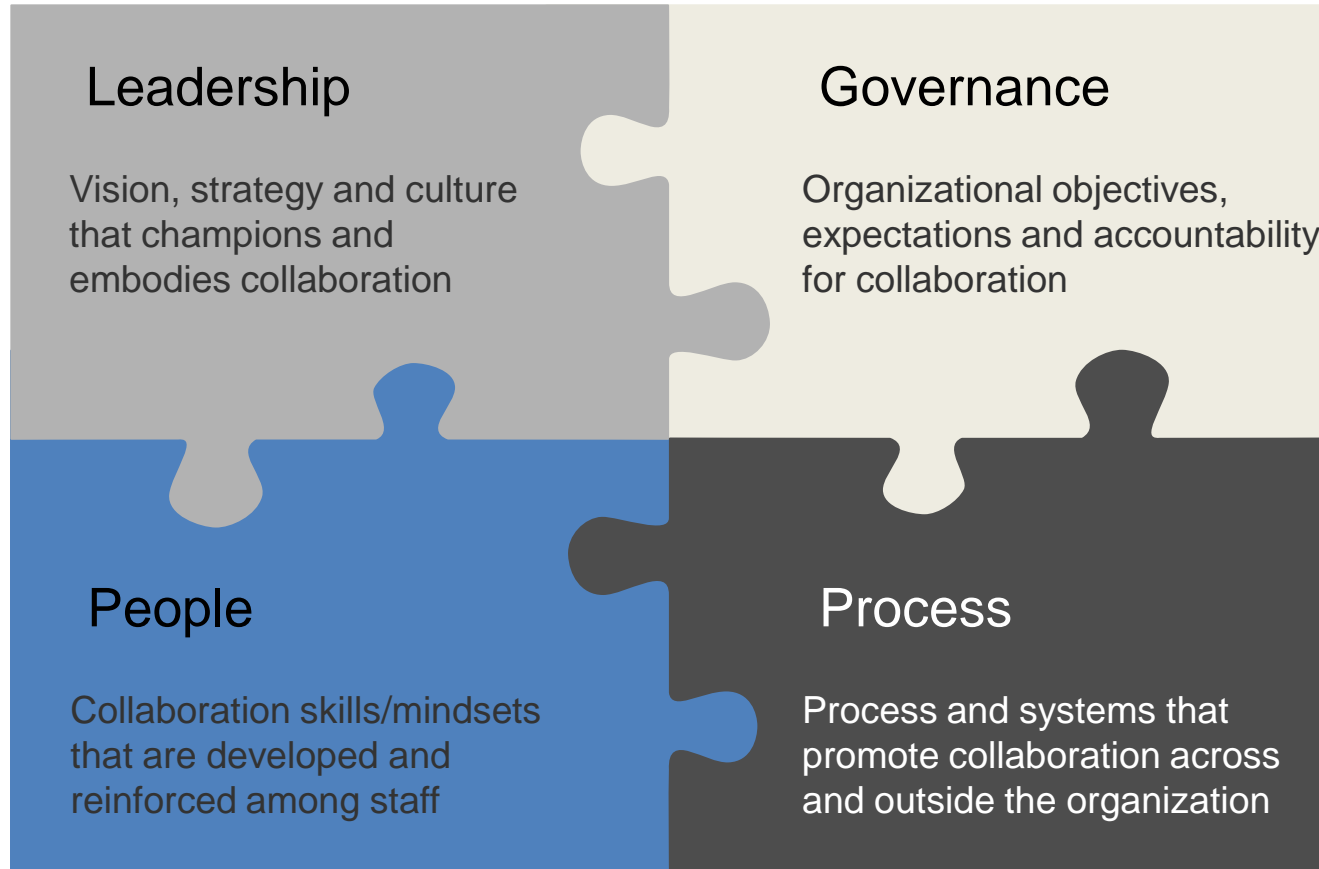 Leadership
Vision, strategy and culture
that champions and
embodies collaboration
Governance
Organizational objectives,
expectations and accountability
for collaboration
People
Collaboration skills/mindsets
that are developed and
reinforced among staff
Process
Process and systems that
promote collaboration across
and outside the organization